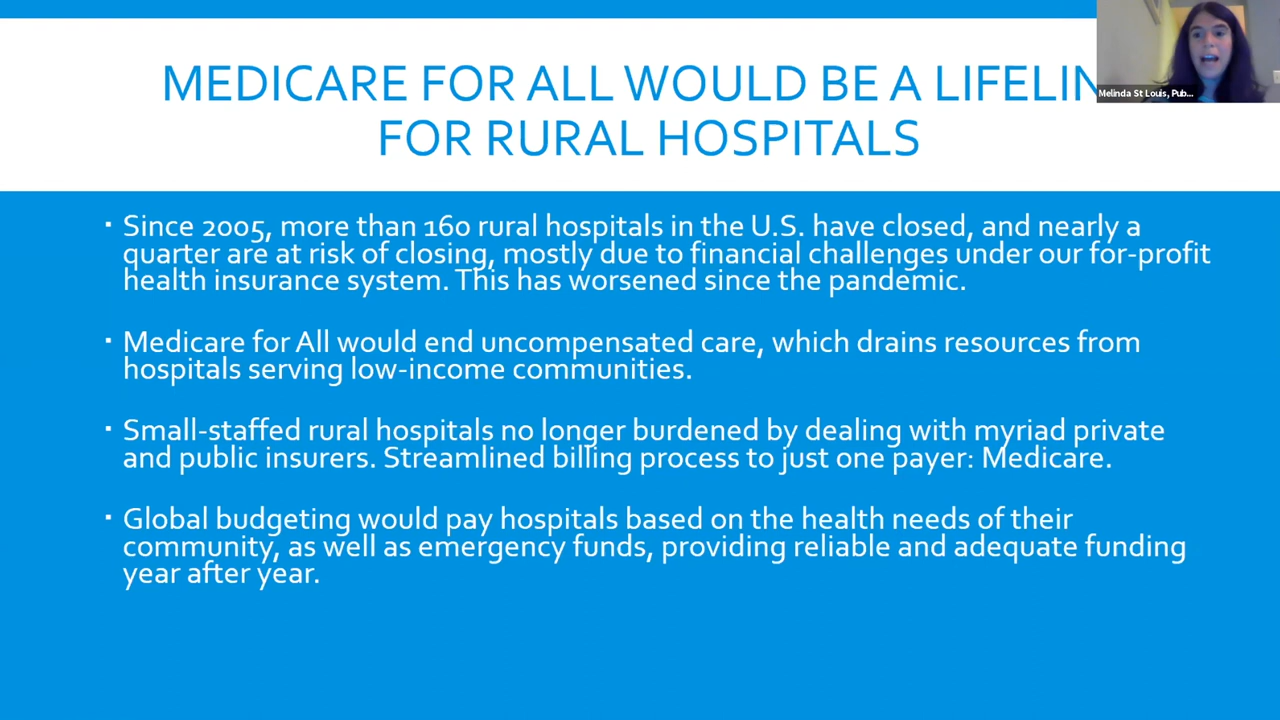 MEDICARE FOR ALL WOULD BE A LIFELIN
FOR RURAL HOSPITALS
Melinda St Louis, Pub...
▪ Since 2005, more than 160 rural hospitals in the U.S. have closed, and nearly a
quarter are at risk of closing, mostly due to financial challenges under our for-profit
health insurance system. This has worsened since the pandemic.
▪ Medicare for All would end uncompensated care, which drains resources from
hospitals serving low-income communities.
▪ Small-staffed rural hospitals no longer burdened by dealing with myriad private
and public insurers. Streamlined billing process to just one payer: Medicare.
▪ Global budgeting would pay hospitals based on the health needs of their
community, as well as emergency funds, providing reliable and adequate funding
year after year.